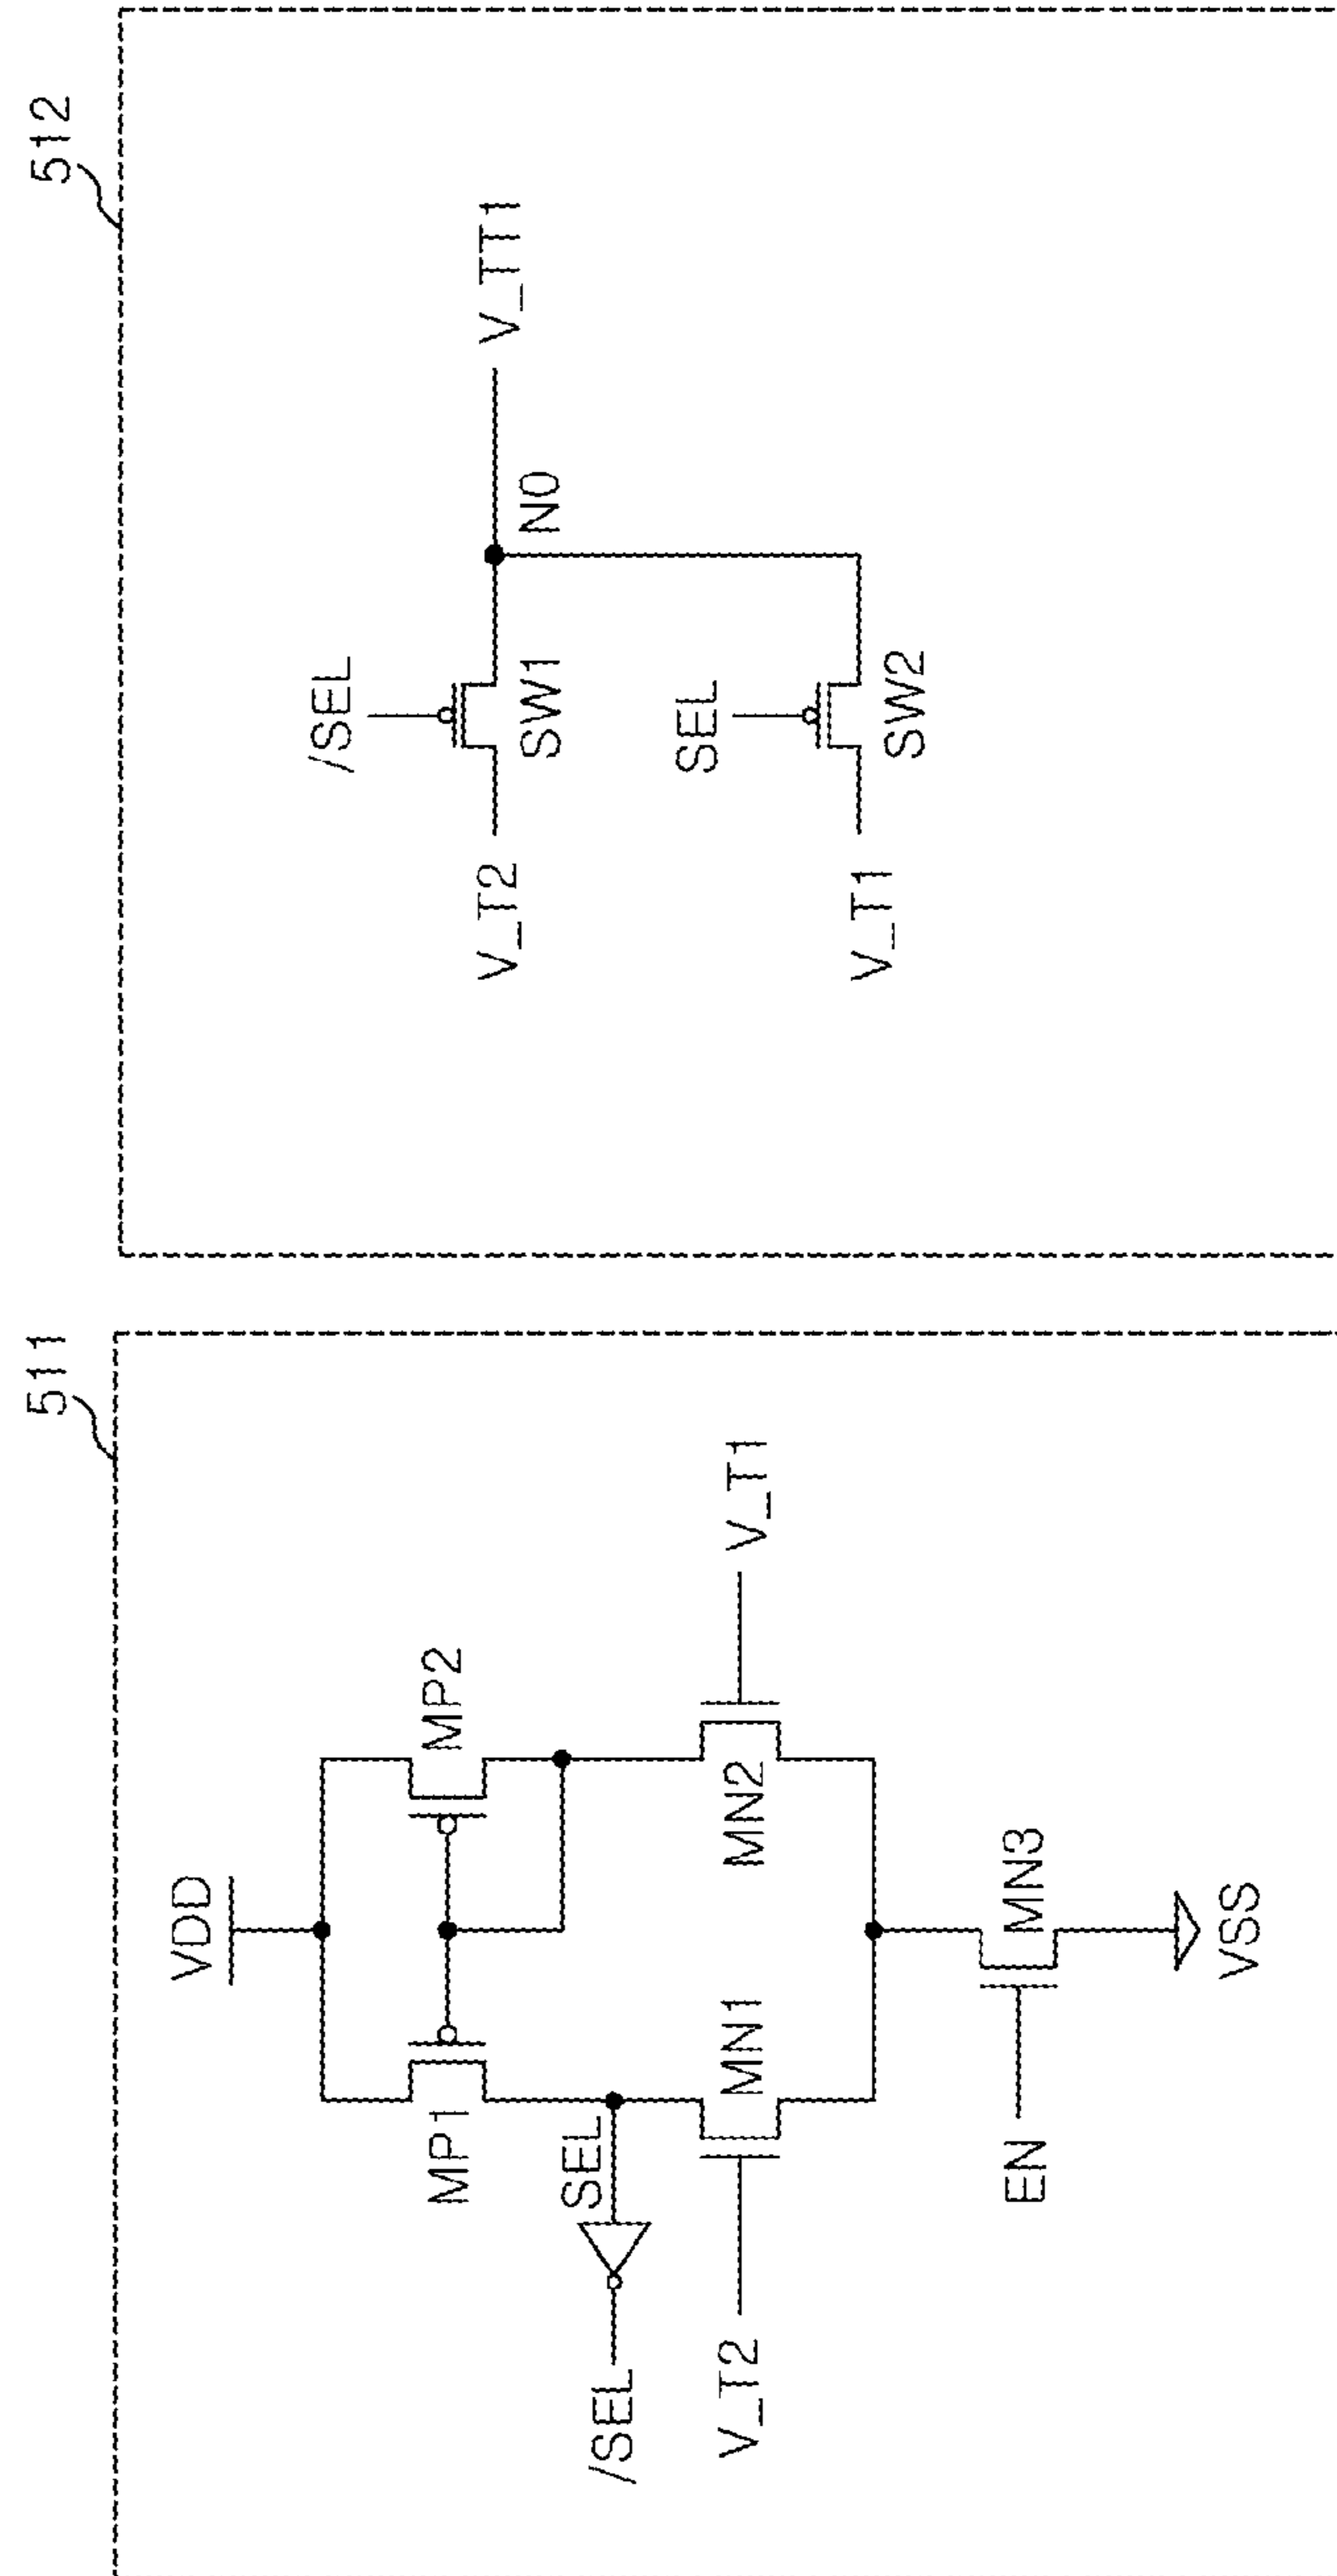 511
VDD
MP1
MP2
SEL
/SEL
MN1
MN2
V_T2
V_T1
EN
MN3
VSS
512
/SEL
V_T2
SW1
N0
V_TT1
SEL
V_T1
SW2